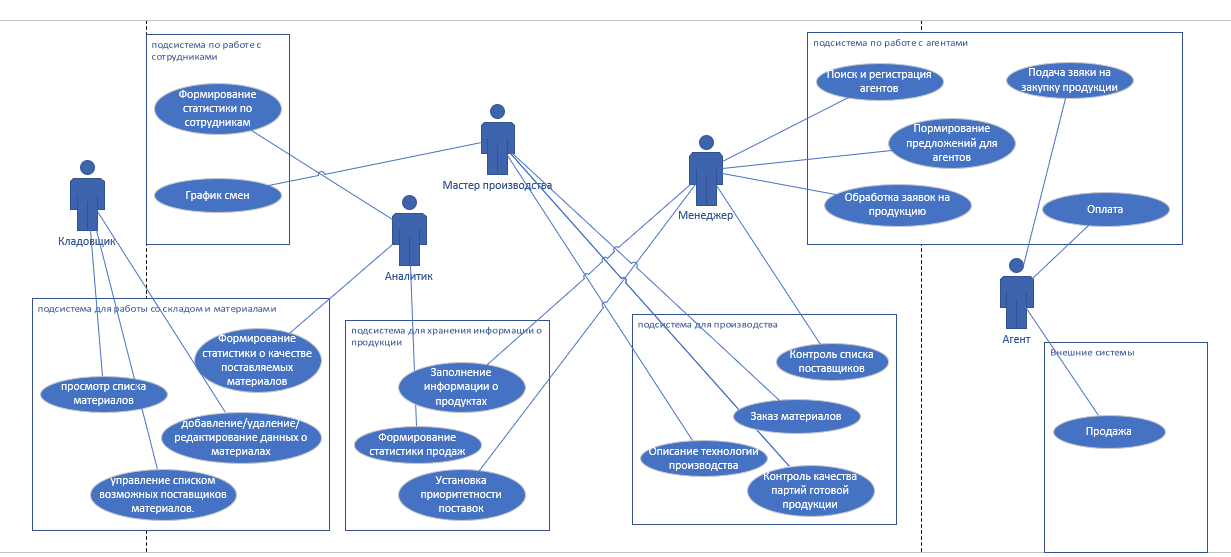 подсистема по работе с
сотрудниками
Формирование
статистики по
сотрудникам
График смен
Кладовщик
Мастер производства
Аналитик
Менеджер
подсистема по работе с агентами
Поиск и регистрация
агентов
Подача звяки на
закупку продукции
Пормирование
предложений для
агентов
Обработка заявок на
продукцию
Оплата
Агент
подсистема для работы со складом и материалами
Формирование
статистики о качестве
поставляемых
материалов
просмотр списка
материалов
добавление/удаление/
редактирование данных о
материалах
управление списком
возможных поставщиков
материалов.
подсистема для хранения информации о
продукции
Заполнение
информации о
продуктах
Формирование
статистики продаж
Установка
приоритетности
поставок
подсистема для производства
Контроль списка
поставщиков
Заказ материалов
Описание технологии
производства
Контроль качества
партий готовой
продукции
Внешние системы
Продажа